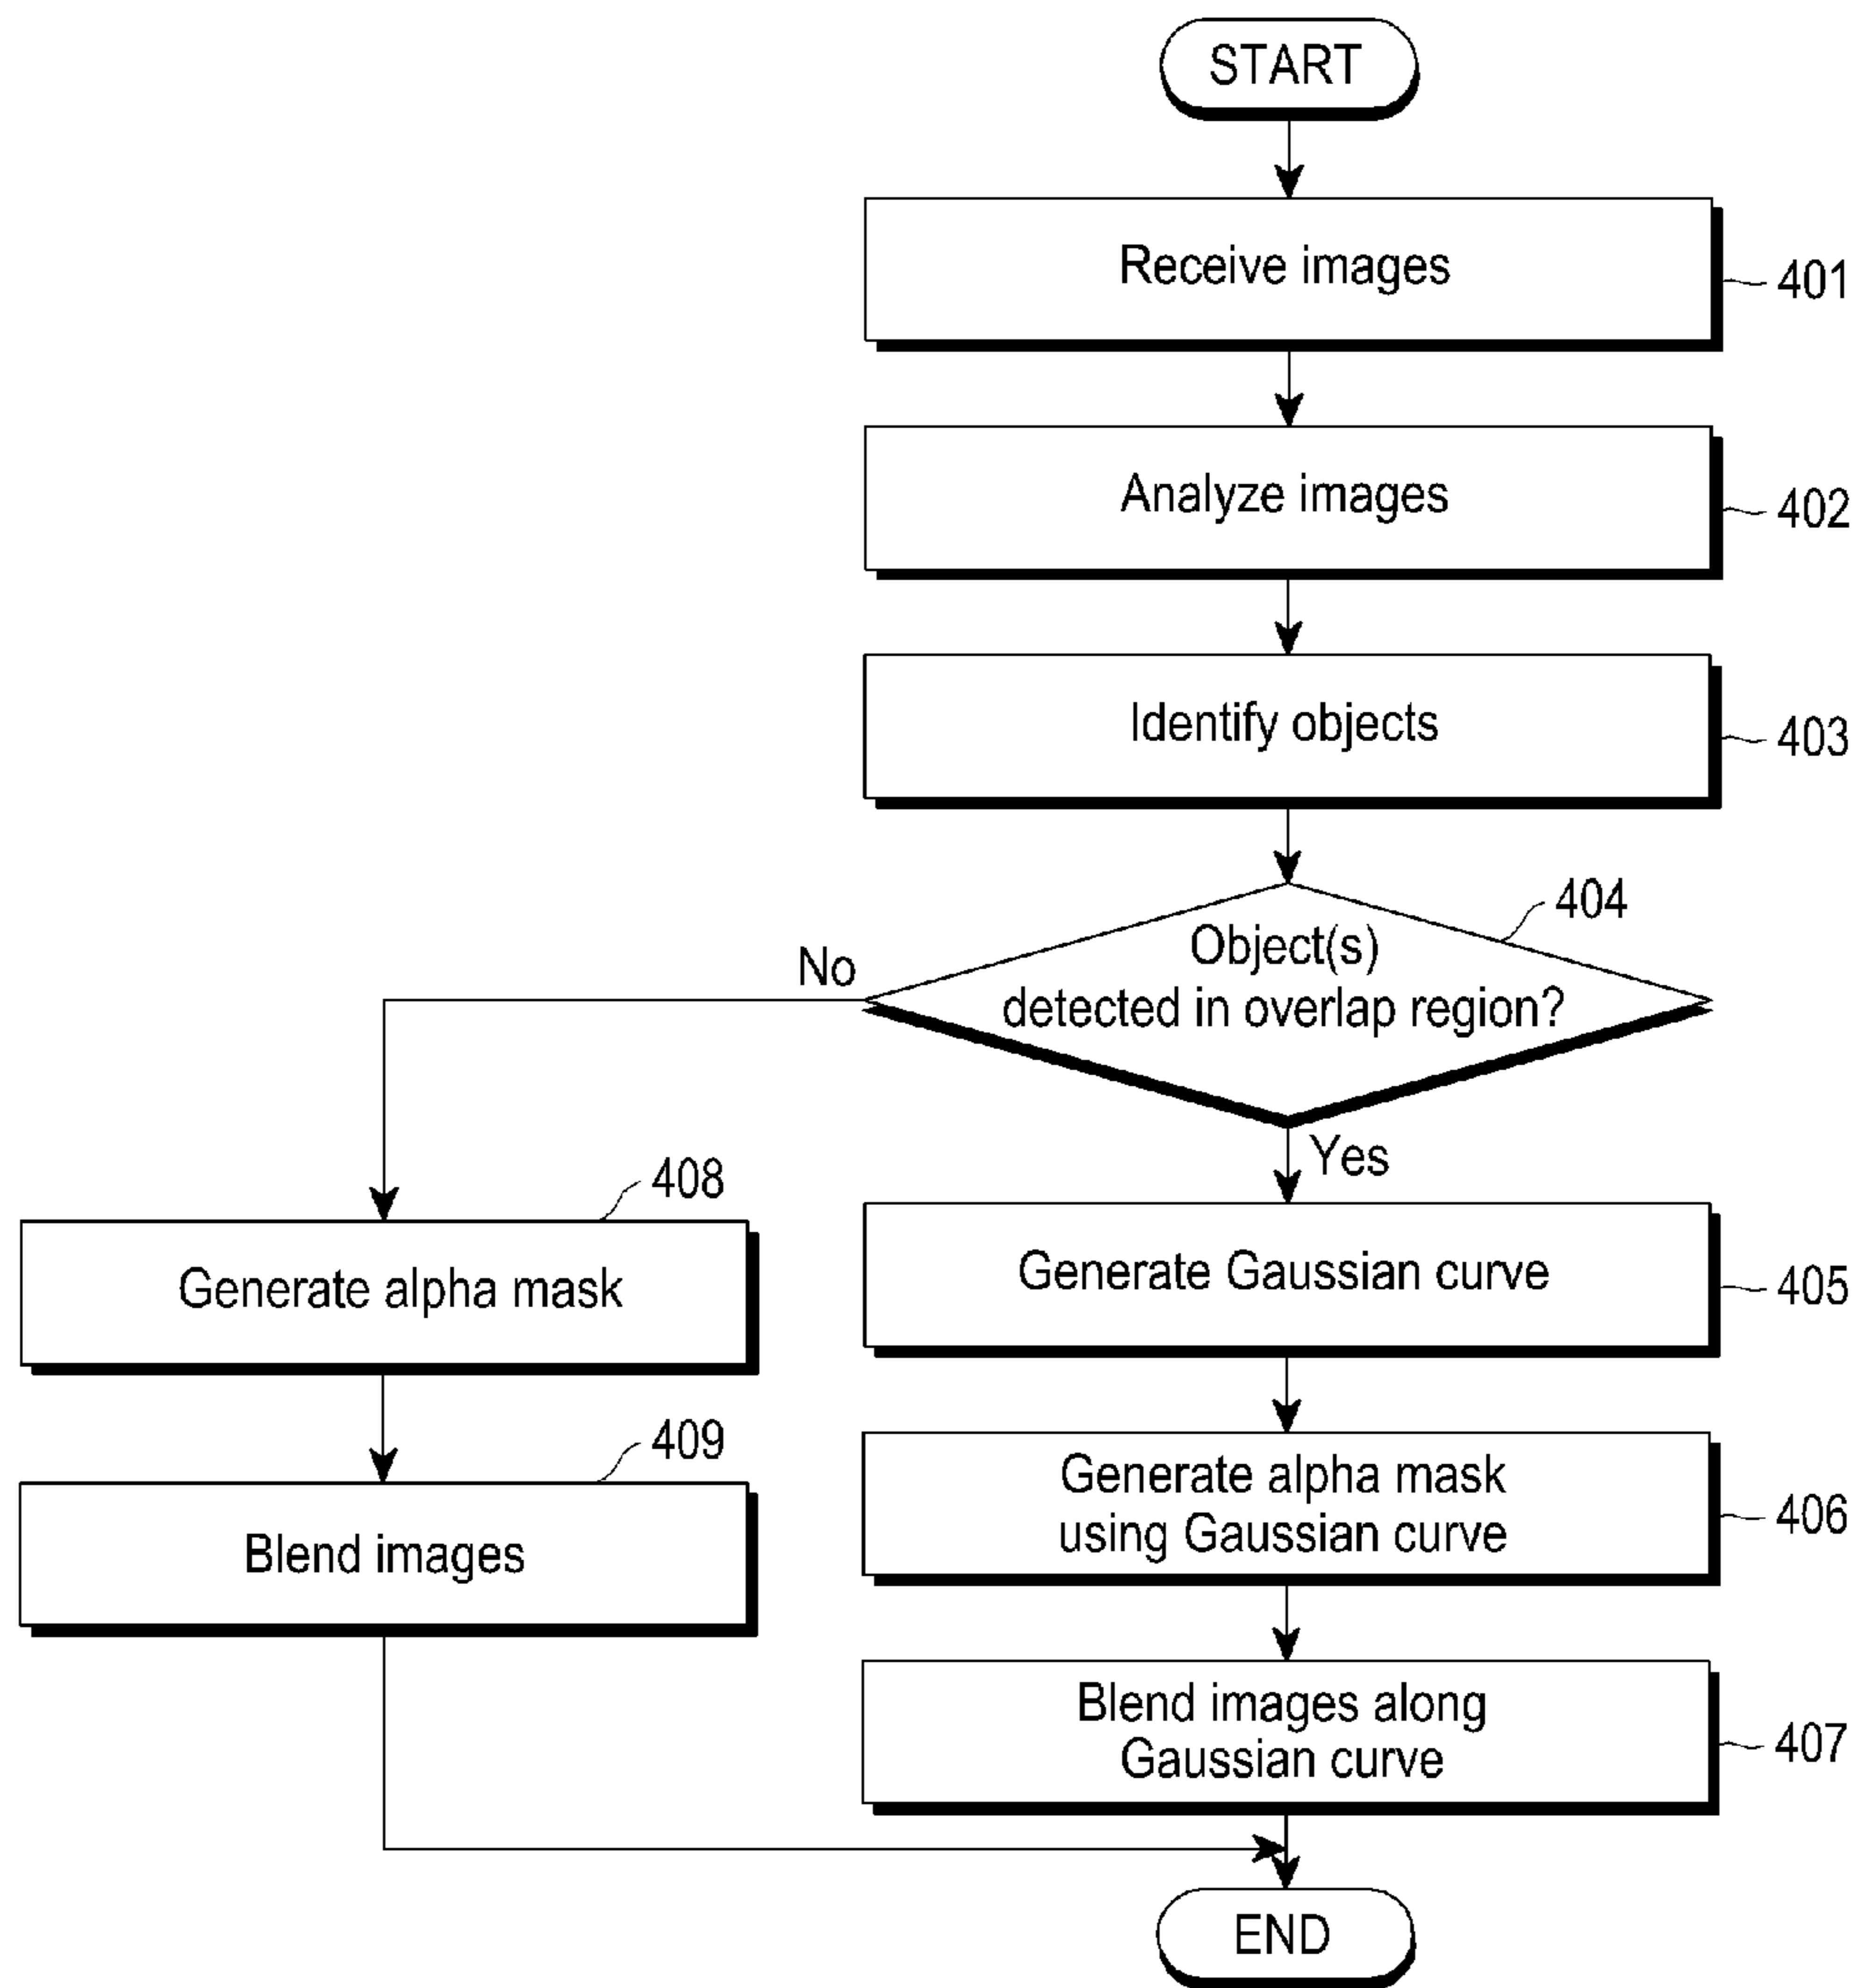 START
Receive images
401
Analyze images
402
Identify objects
403
404
Object(s)
detected in overlap region?
No
Yes
408
Generate alpha mask
Generate Gaussian curve
405
409
Blend images
Generate alpha mask
using Gaussian curve
406
Blend images along
Gaussian curve
407
END